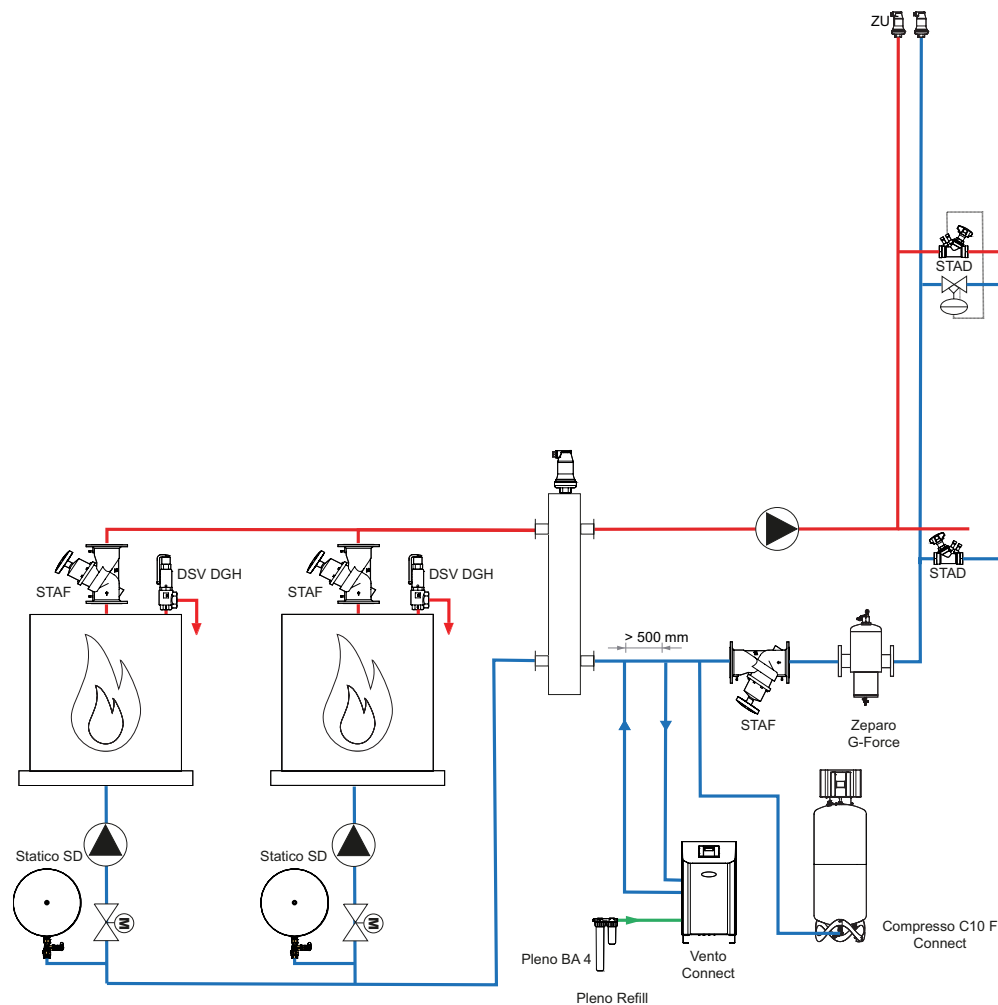 ZU
STAD
STAF
DSV DGH
STAF
DSV DGH
STAD
> 500 mm
STAF
Zeparo
G-Force
Statico SD
M
Statico SD
M
Pleno BA 4
Pleno Refill
Vento
Connect
Compresso C10 F
Connect